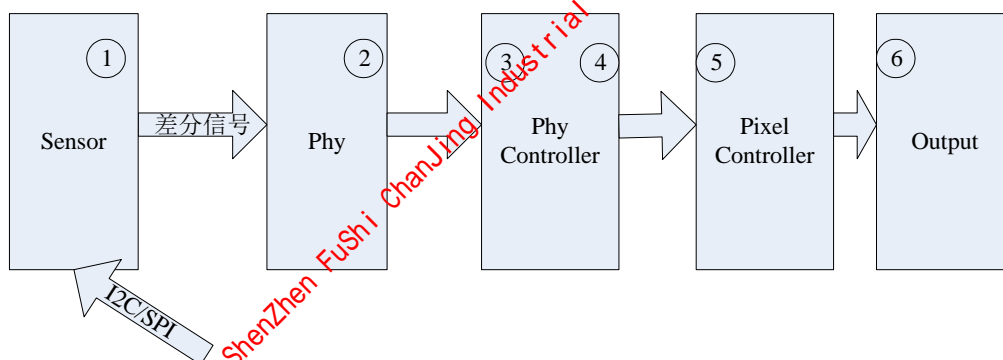 ①
Sensor
差分信号
②
Phy
③
④
Phy
Controller
⑤
Pixel
Controller
⑥
Output
I2C/SPI
ShenZhen FuShi ChanJing Industrial